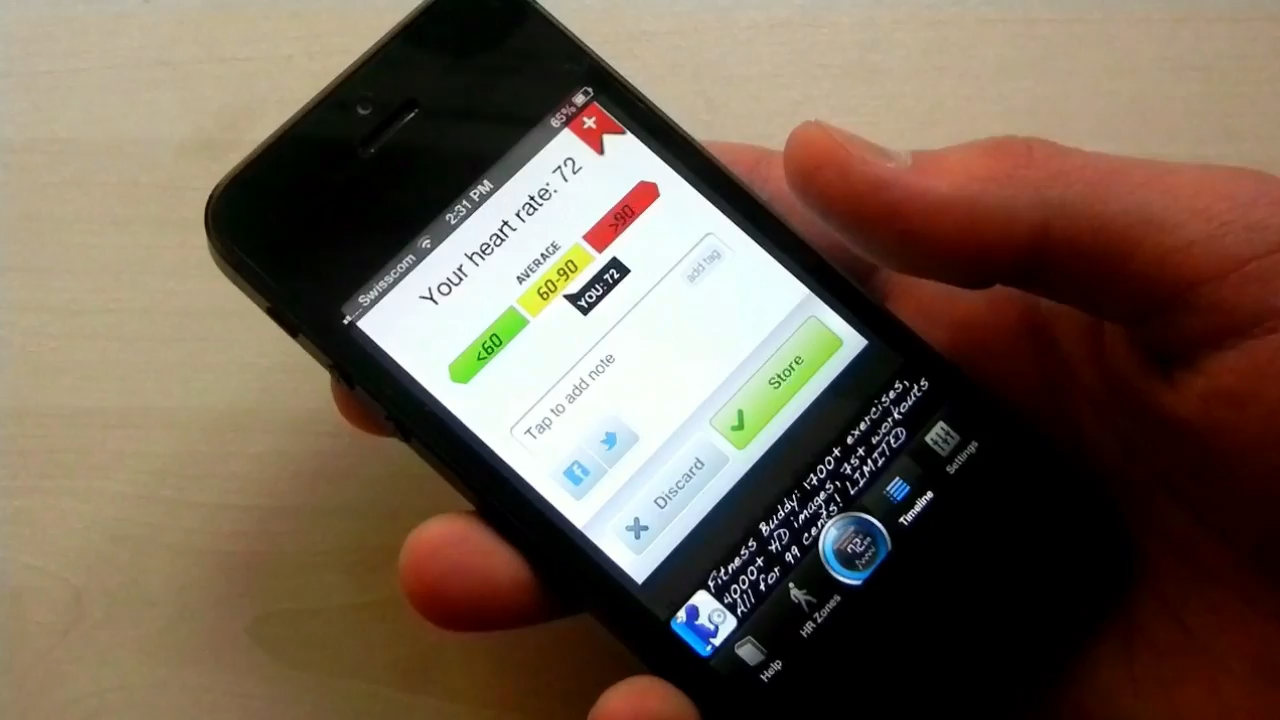 Swisscom 2:31 PM 65%
+
Your heart rate: 72
AVERAGE
<60 60-90 >90
YOU: 72
Tap to add note
add tag
f
Discard Store
Fitness Buddy: 1700+ exercises,
4000+ HD images, 75+ workouts
All for 99 cents! LIMITED
72
Help HR Zones Timeline Settings